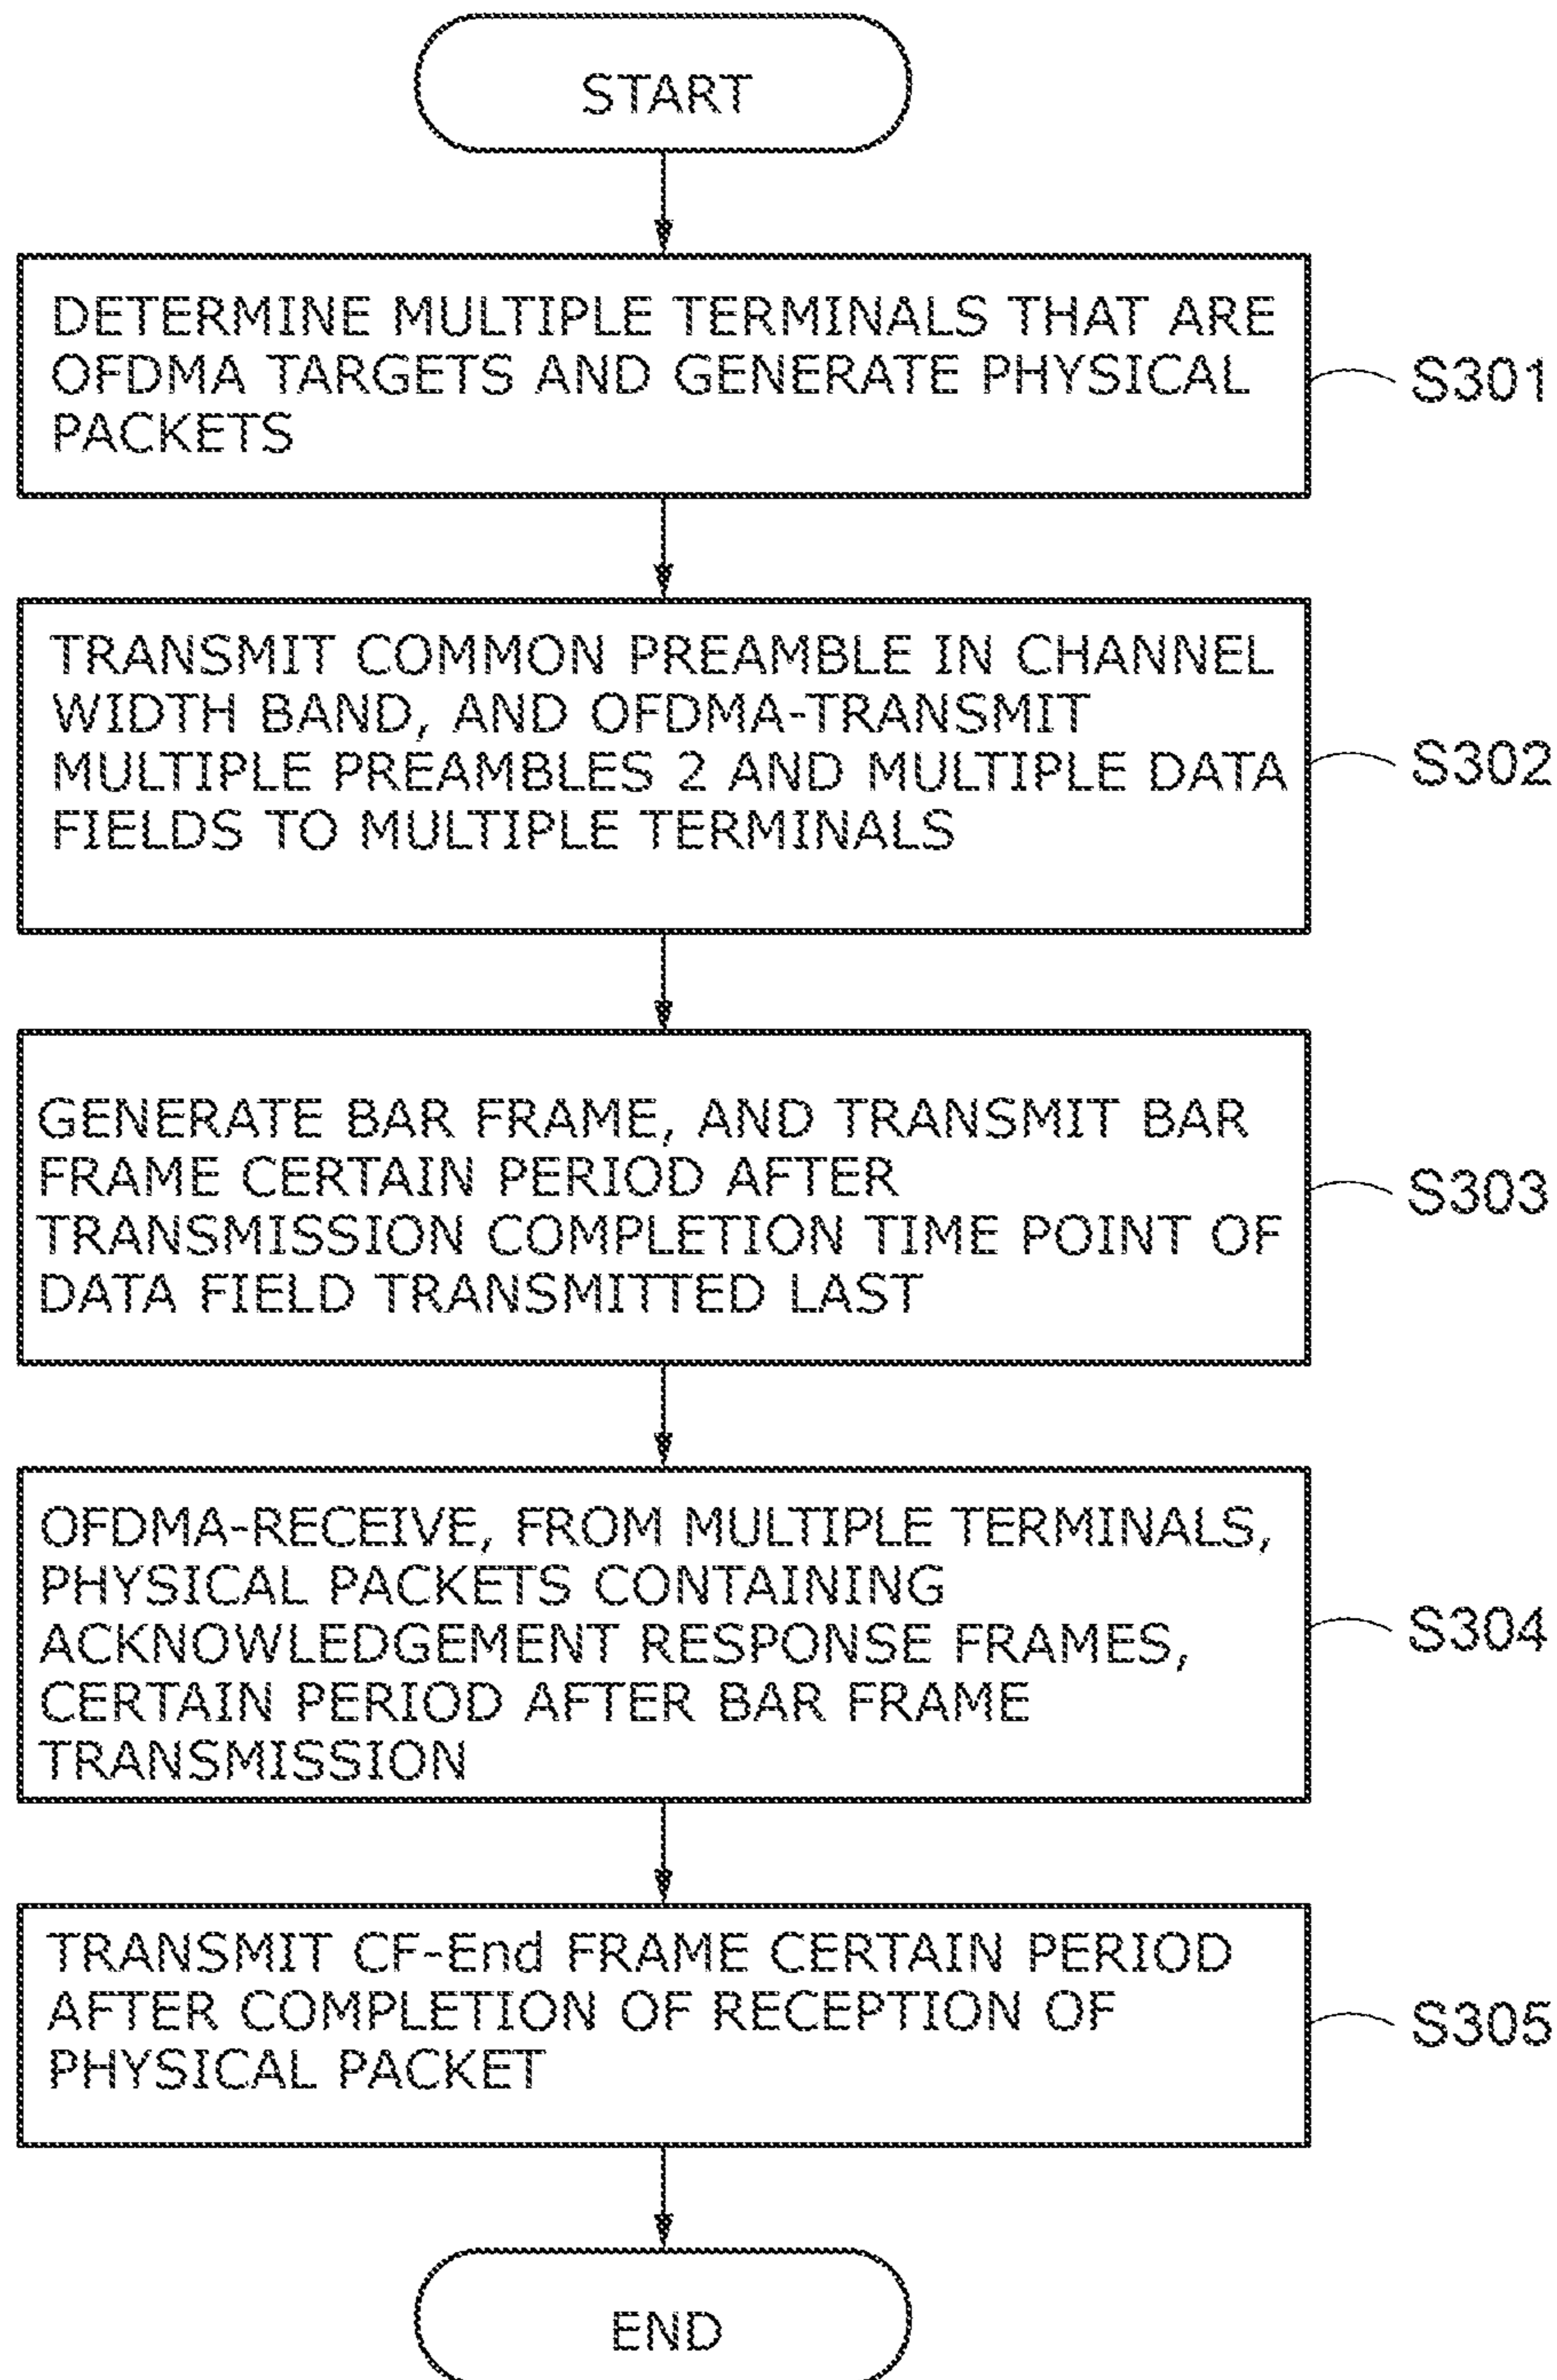 START
DETERMINE MULTIPLE TERMINALS THAT ARE
OFDMA TARGETS AND GENERATE PHYSICAL
PACKETS
S301
TRANSMIT COMMON PREAMBLE IN CHANNEL
WIDTH BAND, AND OFDMA-TRANSMIT
MULTIPLE PREAMBLES 2 AND MULTIPLE DATA
FIELDS TO MULTIPLE TERMINALS
S302
GENERATE BAR FRAME, AND TRANSMIT BAR
FRAME CERTAIN PERIOD AFTER
TRANSMISSION COMPLETION TIME POINT OF
DATA FIELD TRANSMITTED LAST
S303
OFDMA-RECEIVE, FROM MULTIPLE TERMINALS,
PHYSICAL PACKETS CONTAINING
ACKNOWLEDGEMENT RESPONSE FRAMES,
CERTAIN PERIOD AFTER BAR FRAME
TRANSMISSION
S304
TRANSMIT CF-End FRAME CERTAIN PERIOD
AFTER COMPLETION OF RECEPTION OF
PHYSICAL PACKET
S305
END